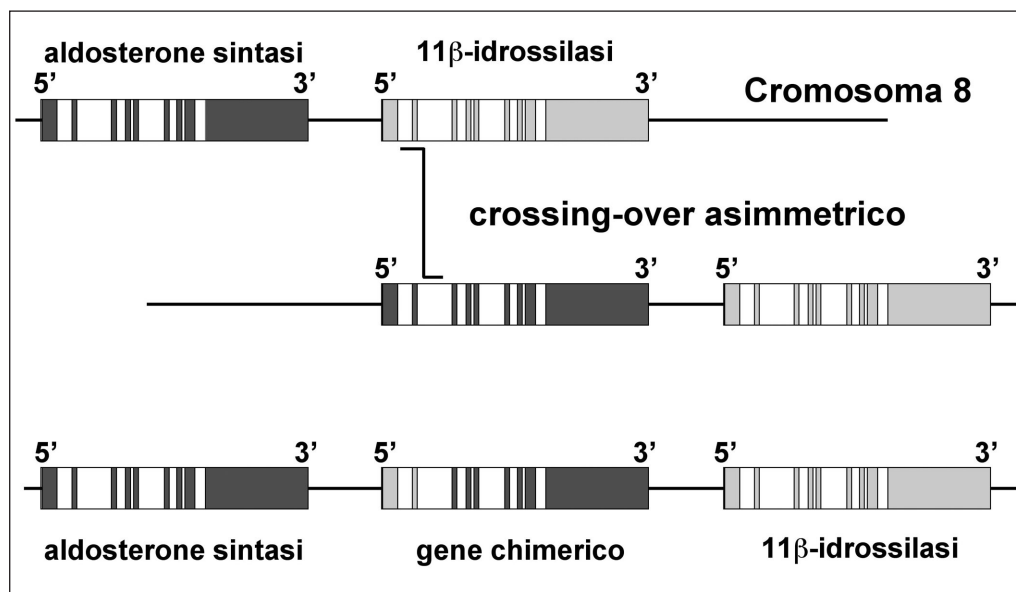 aldosterone sintasi 11β-idrossilasi
5’ 3’ 5’ 3’ Cromosoma 8
crossing-over asimmetrico
5’ 3’ 5’ 3’
5’ 3’ 5’ 3’ 5’ 3’
aldosterone sintasi gene chimerico 11β-idrossilasi